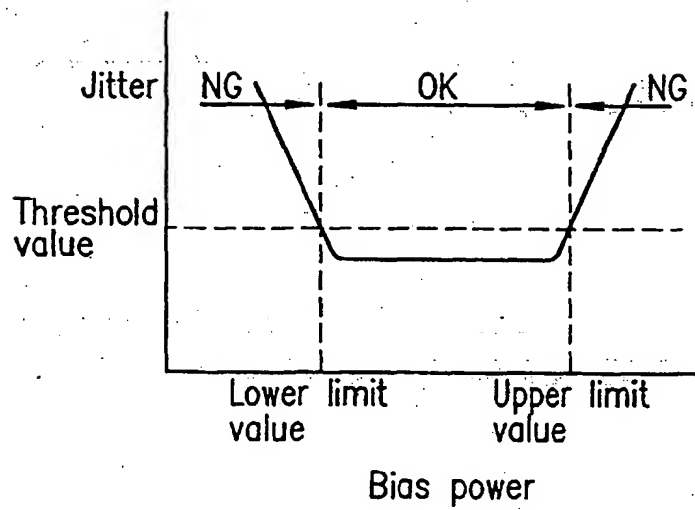 Jitter
NG
OK
NG
Threshold
value
Lower limit
value
Upper limit
value
Bias power